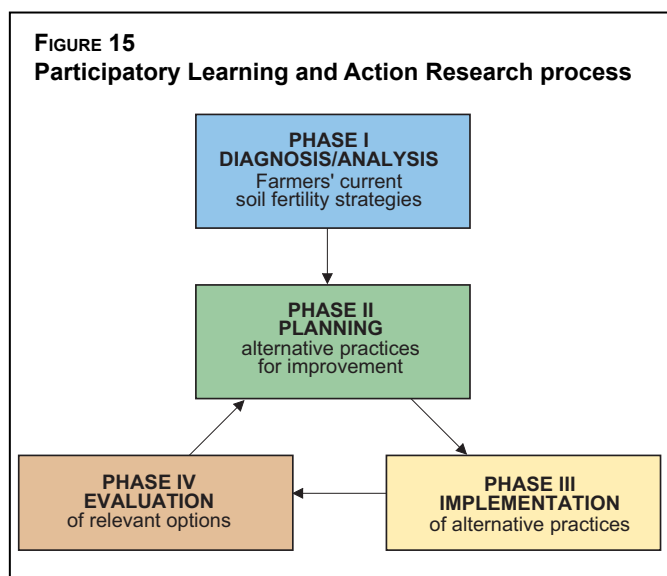 FIGURE 15
Participatory Learning and Action Research process
PHASE I
DIAGNOSIS/ANALYSIS
Farmers' current
soil fertility strategies
PHASE II
PLANNING
alternative practices
for improvement
PHASE IV
EVALUATION
of relevant options
PHASE III
IMPLEMENTATION
of alternative practices